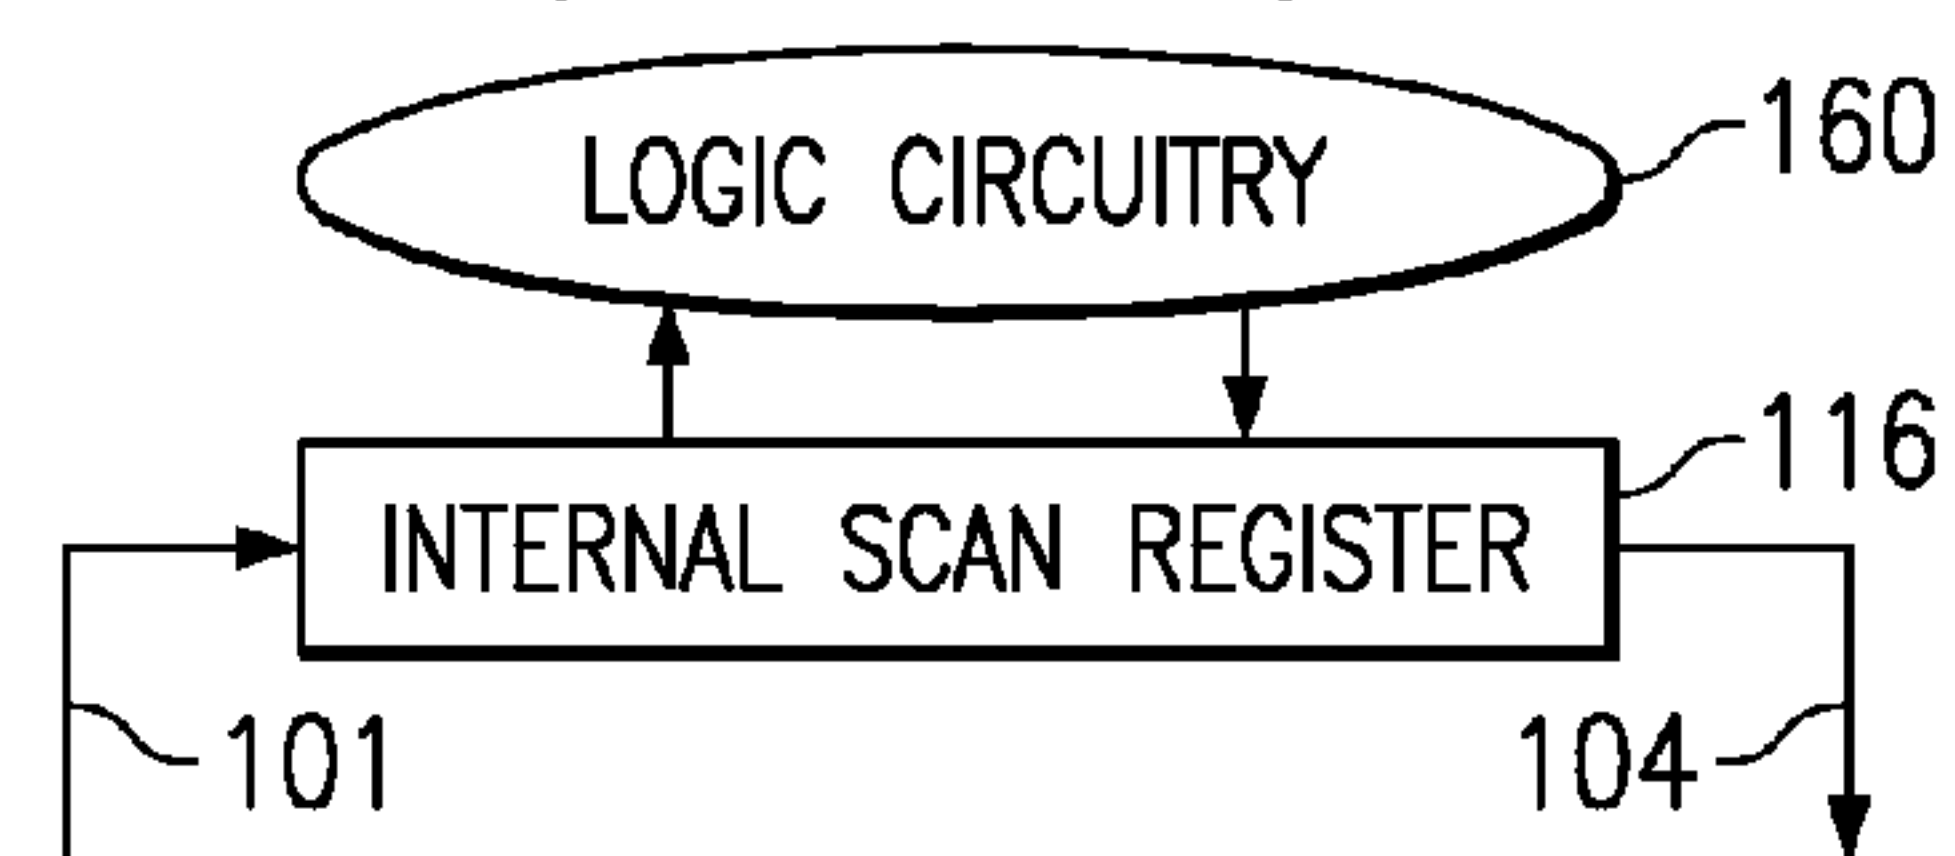 LOGIC CIRCUITRY
160
116
INTERNAL SCAN REGISTER
101
104